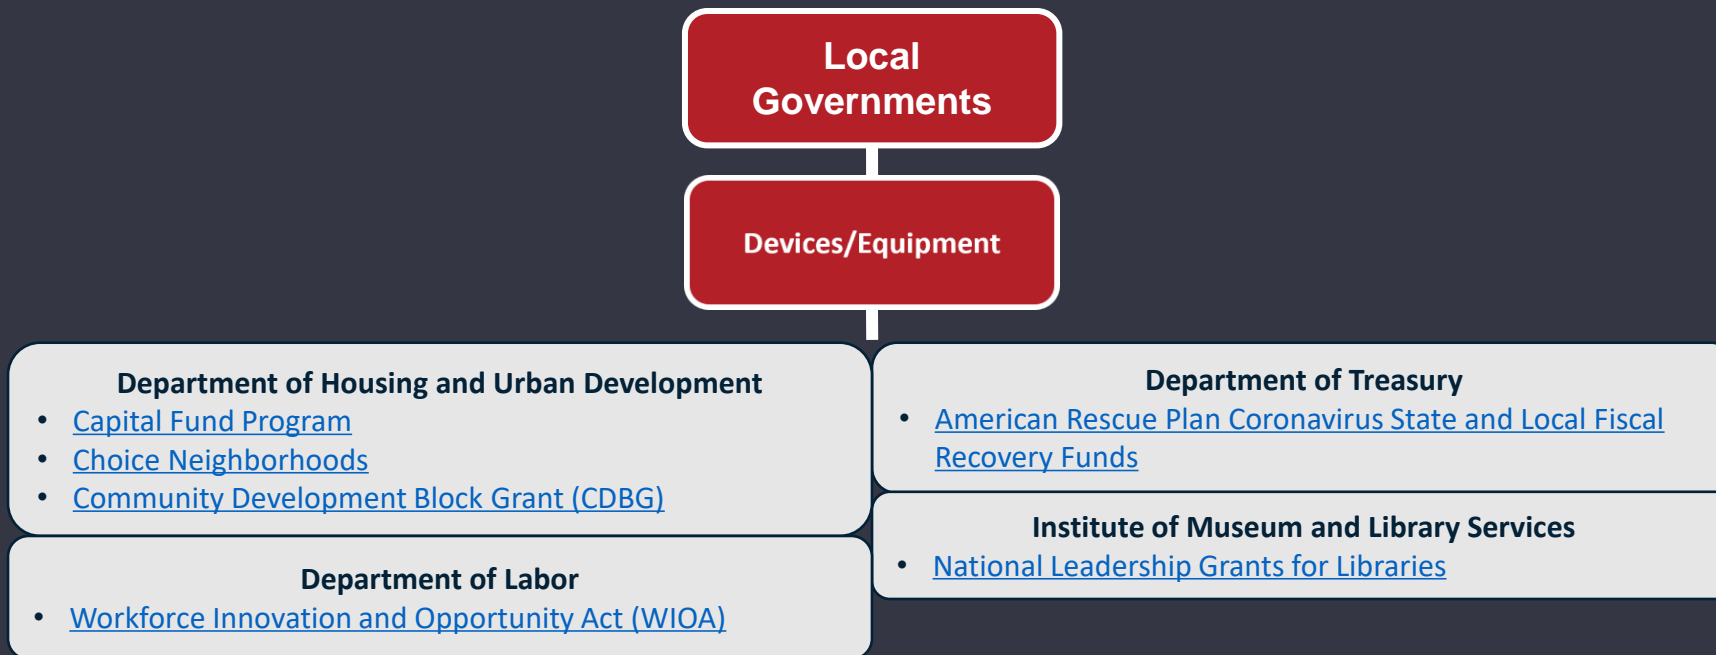 Local
Governments
Devices/Equipment
Department of Housing and Urban Development
• Capital Fund Program
• Choice Neighborhoods
• Community Development Block Grant (CDBG)
Department of Labor
• Workforce Innovation and Opportunity Act (WIOA)
Department of Treasury
• American Rescue Plan Coronavirus State and Local Fiscal
Recovery Funds
Institute of Museum and Library Services
• National Leadership Grants for Libraries